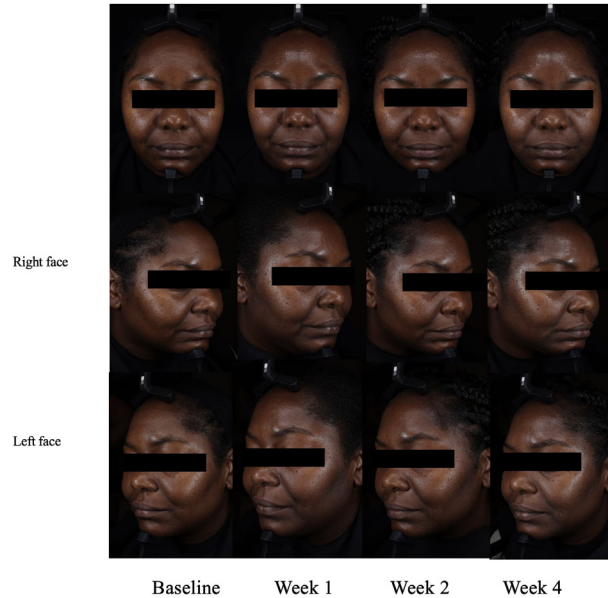 Right face
Left face
Baseline
Week 1
Week 2
Week 4